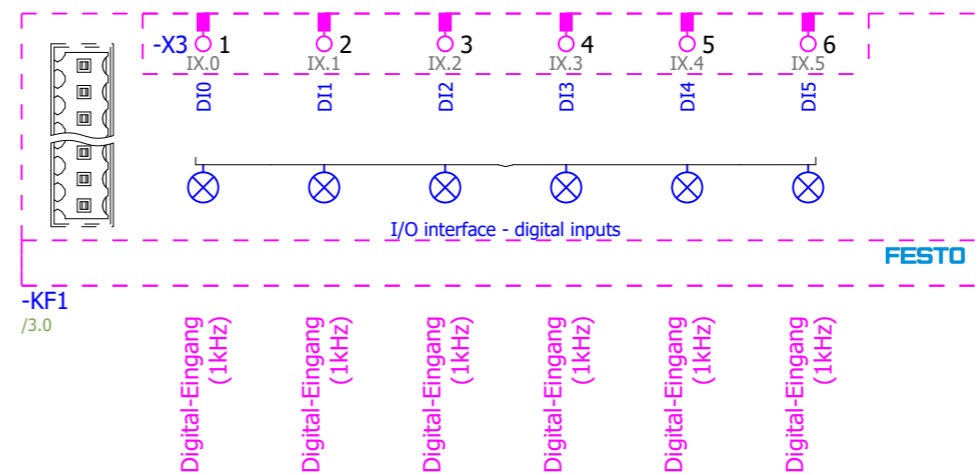 -X3 1 2 3 4 5 6
IX.0 IX.1 IX.2 IX.3 IX.4 IX.5
DI0 DI1 DI2 DI3 DI4 DI5
I/O interface - digital inputs
FESTO
-KF1
/3.0
Digital-Eingang
(1kHz)
Digital-Eingang
(1kHz)
Digital-Eingang
(1kHz)
Digital-Eingang
(1kHz)
Digital-Eingang
(1kHz)
Digital-Eingang
(1kHz)